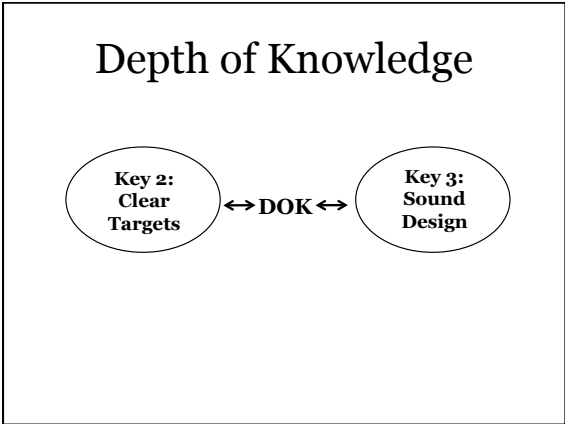 Depth of Knowledge
Key 2:
Clear
Targets
↔DOK↔
Key 3:
Sound
Design